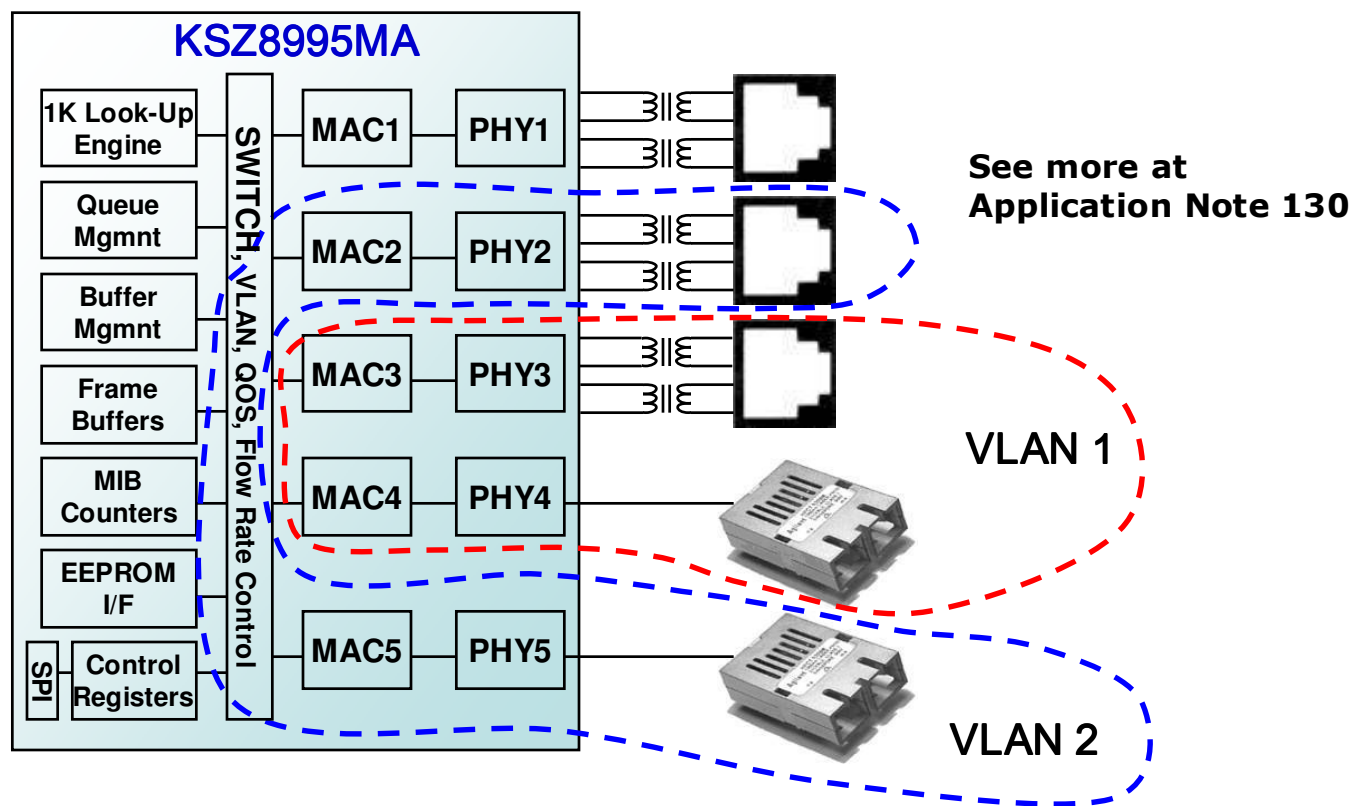 KSZ8995MA
1K Look-Up
Engine
Queue
Mgmnt
Buffer
Mgmnt
Frame
Buffers
MIB
Counters
EEPROM
I/F
SPI
Control
Registers
SWITCH, VLAN, QOS, Flow Rate Control
MAC1
PHY1
MAC2
PHY2
MAC3
PHY3
MAC4
PHY4
MAC5
PHY5
See more at
Application Note 130
VLAN 1
VLAN 2